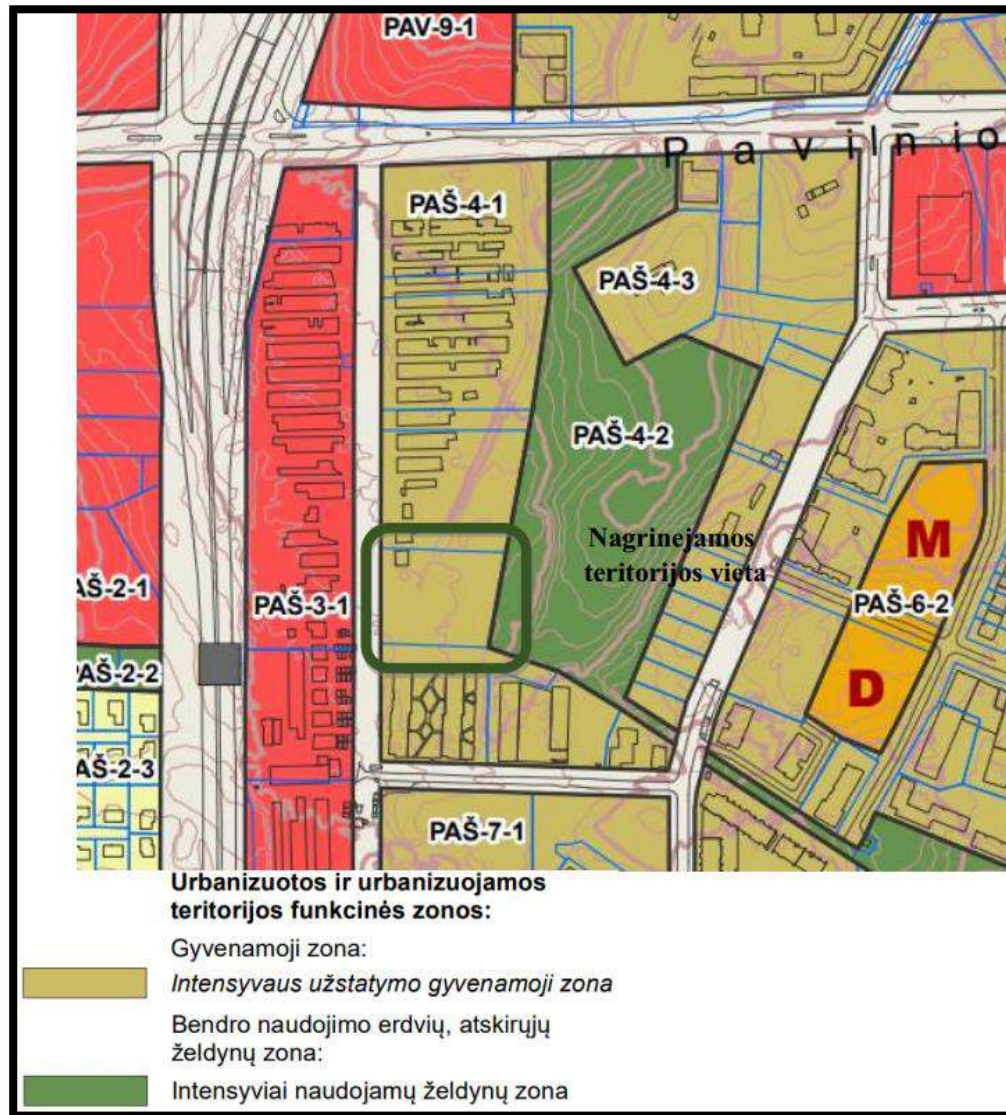 PAV-9-1
Pavilnio
PAŠ-4-1
PAŠ-4-3
PAŠ-4-2
Nagrinejamos
teritorijos vieta
M
PAŠ-6-2
D
AŠ-2-1
PAŠ-3-1
PAŠ-2-2
AŠ-2-3
PAŠ-7-1
Urbanizuotos ir urbanizuojamos
teritorijos funkcinės zonos:
Gyvenamoji zona:
Intensyvaus užstatymo gyvenamoji zona
Bendro naudojimo erdvių, atskirųjų
želdynų zona:
Intensyviai naudojamų želdynų zona